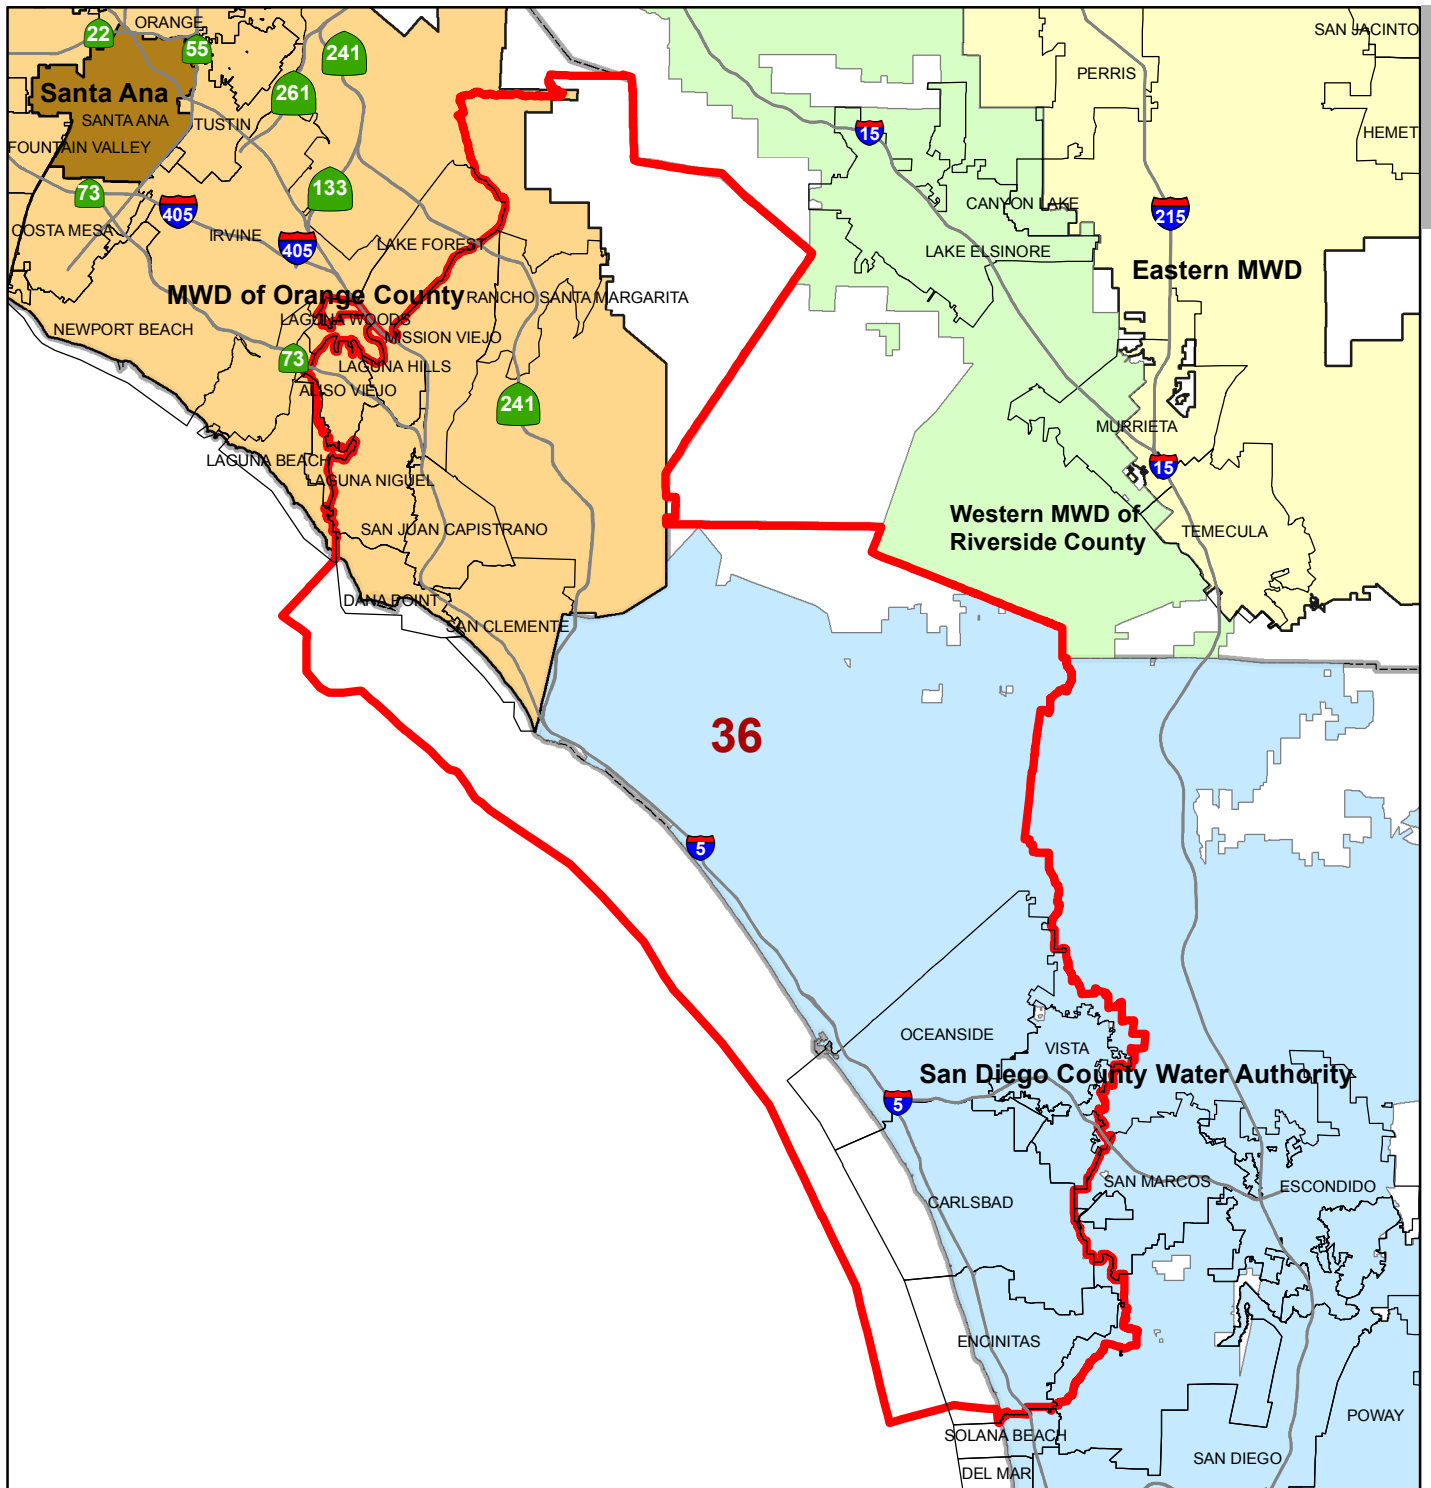 ORANGE
22
55
241
SAN JACINTO
PERRIS
Santa Ana
261
SANTA ANA
TUSTIN
15
HEMET
FOUNTAIN VALLEY
73
133
405
CANYON LAKE
215
COSTA MESA
IRVINE
405
LAKE FOREST
LAKE ELSINORE
Eastern MWD
MWD of Orange County
RANCHO SANTA MARGARITA
LAGUNA WOODS
NEWPORT BEACH
MISSION VIEJO
73
LAGUNA HILLS
ALISO VIEJO
241
MURRIETA
LAGUNA BEACH
15
LAGUNA NIGUEL
Western MWD of
Riverside County
SAN JUAN CAPISTRANO
TEMECULA
DANA POINT
SAN CLEMENTE
36
5
OCEANSIDE
VISTA
San Diego County Water Authority
5
SAN MARCOS
ESCONDIDO
CARLSBAD
ENCINITAS
POWAY
SOLANA BEACH
SAN DIEGO
DEL MAR